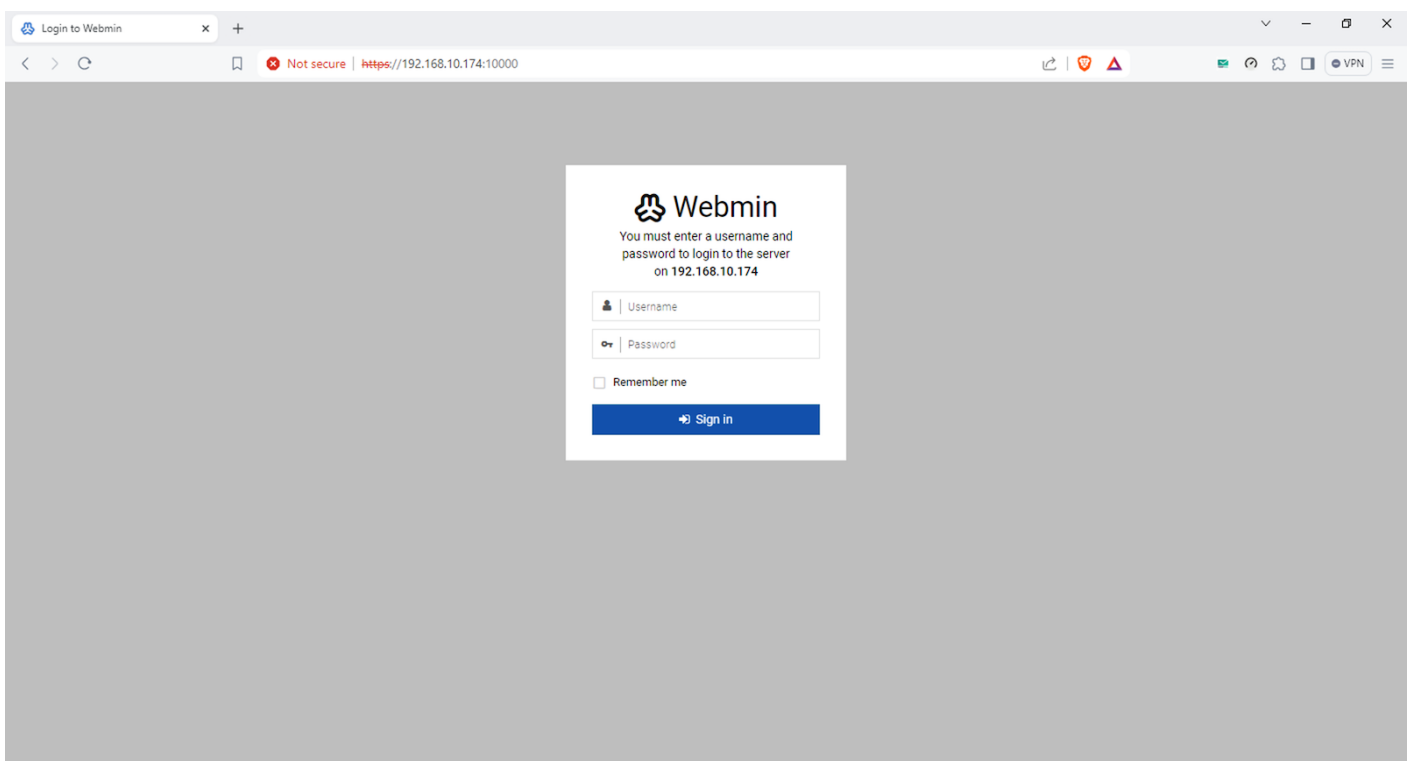 Login to Webmin
Not secure https://192.168.10.174:10000
VPN
Webmin
You must enter a username and
password to login to the server
on 192.168.10.174
Username
Password
Remember me
Sign in